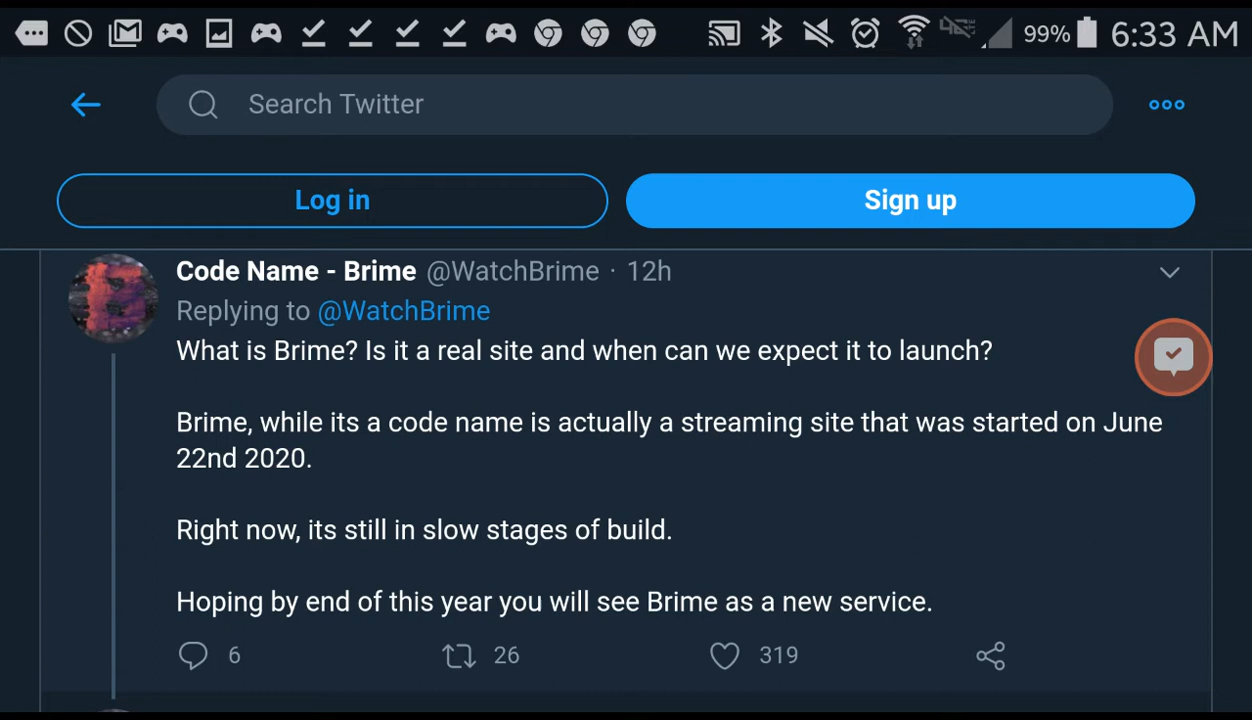 99% 6:33 AM
Search Twitter
Log in
Sign up
Code Name - Brime @WatchBrime · 12h
Replying to @WatchBrime
What is Brime? Is it a real site and when can we expect it to launch?
Brime, while its a code name is actually a streaming site that was started on June
22nd 2020.
Right now, its still in slow stages of build.
Hoping by end of this year you will see Brime as a new service.
6 26 319